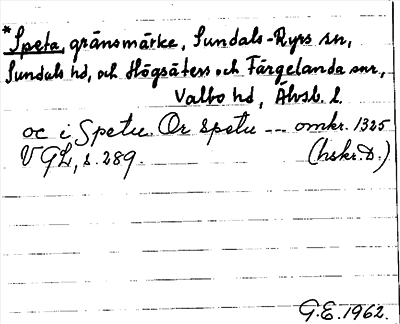 *Speta, gränsmärke, Sundals-Ryrs sn,
Sundals hd, och Högsäters och Färgelanda snr,
Valbo hd, Älvsb. l.
oc i Spetu. Or spetu --- omkr. 1325
VGL, s. 289. (hskr. D.)
G.E. 1962.